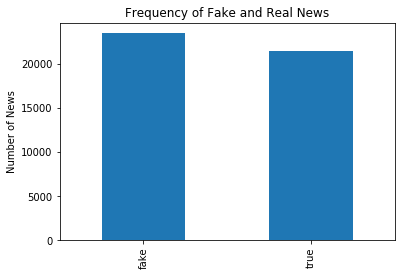 Frequency of Fake and Real News
Number of News
20000
15000
10000
5000
0
fake
true